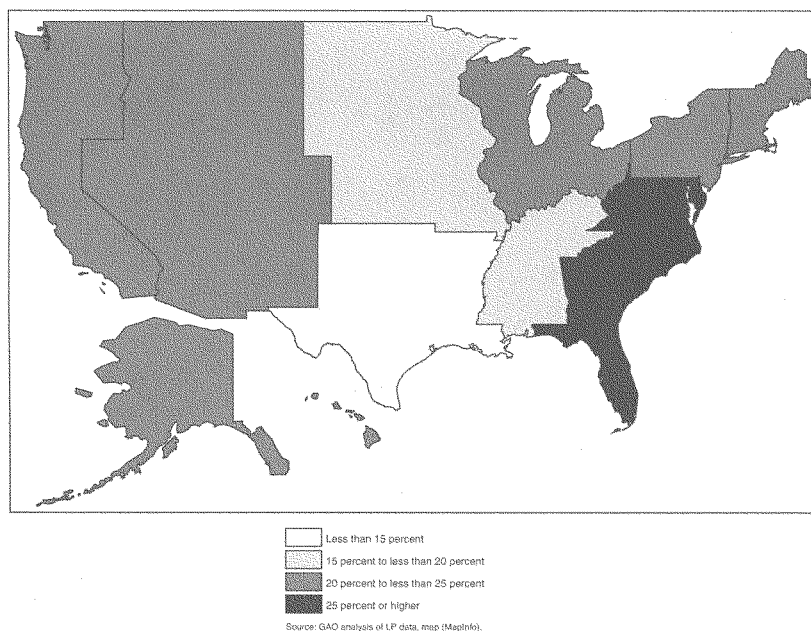 Less than 15 percent
15 percent to less than 20 percent
20 percent to less than 25 percent
25 percent or higher
Source: GAO analysis of LP data, map (MapInfo).